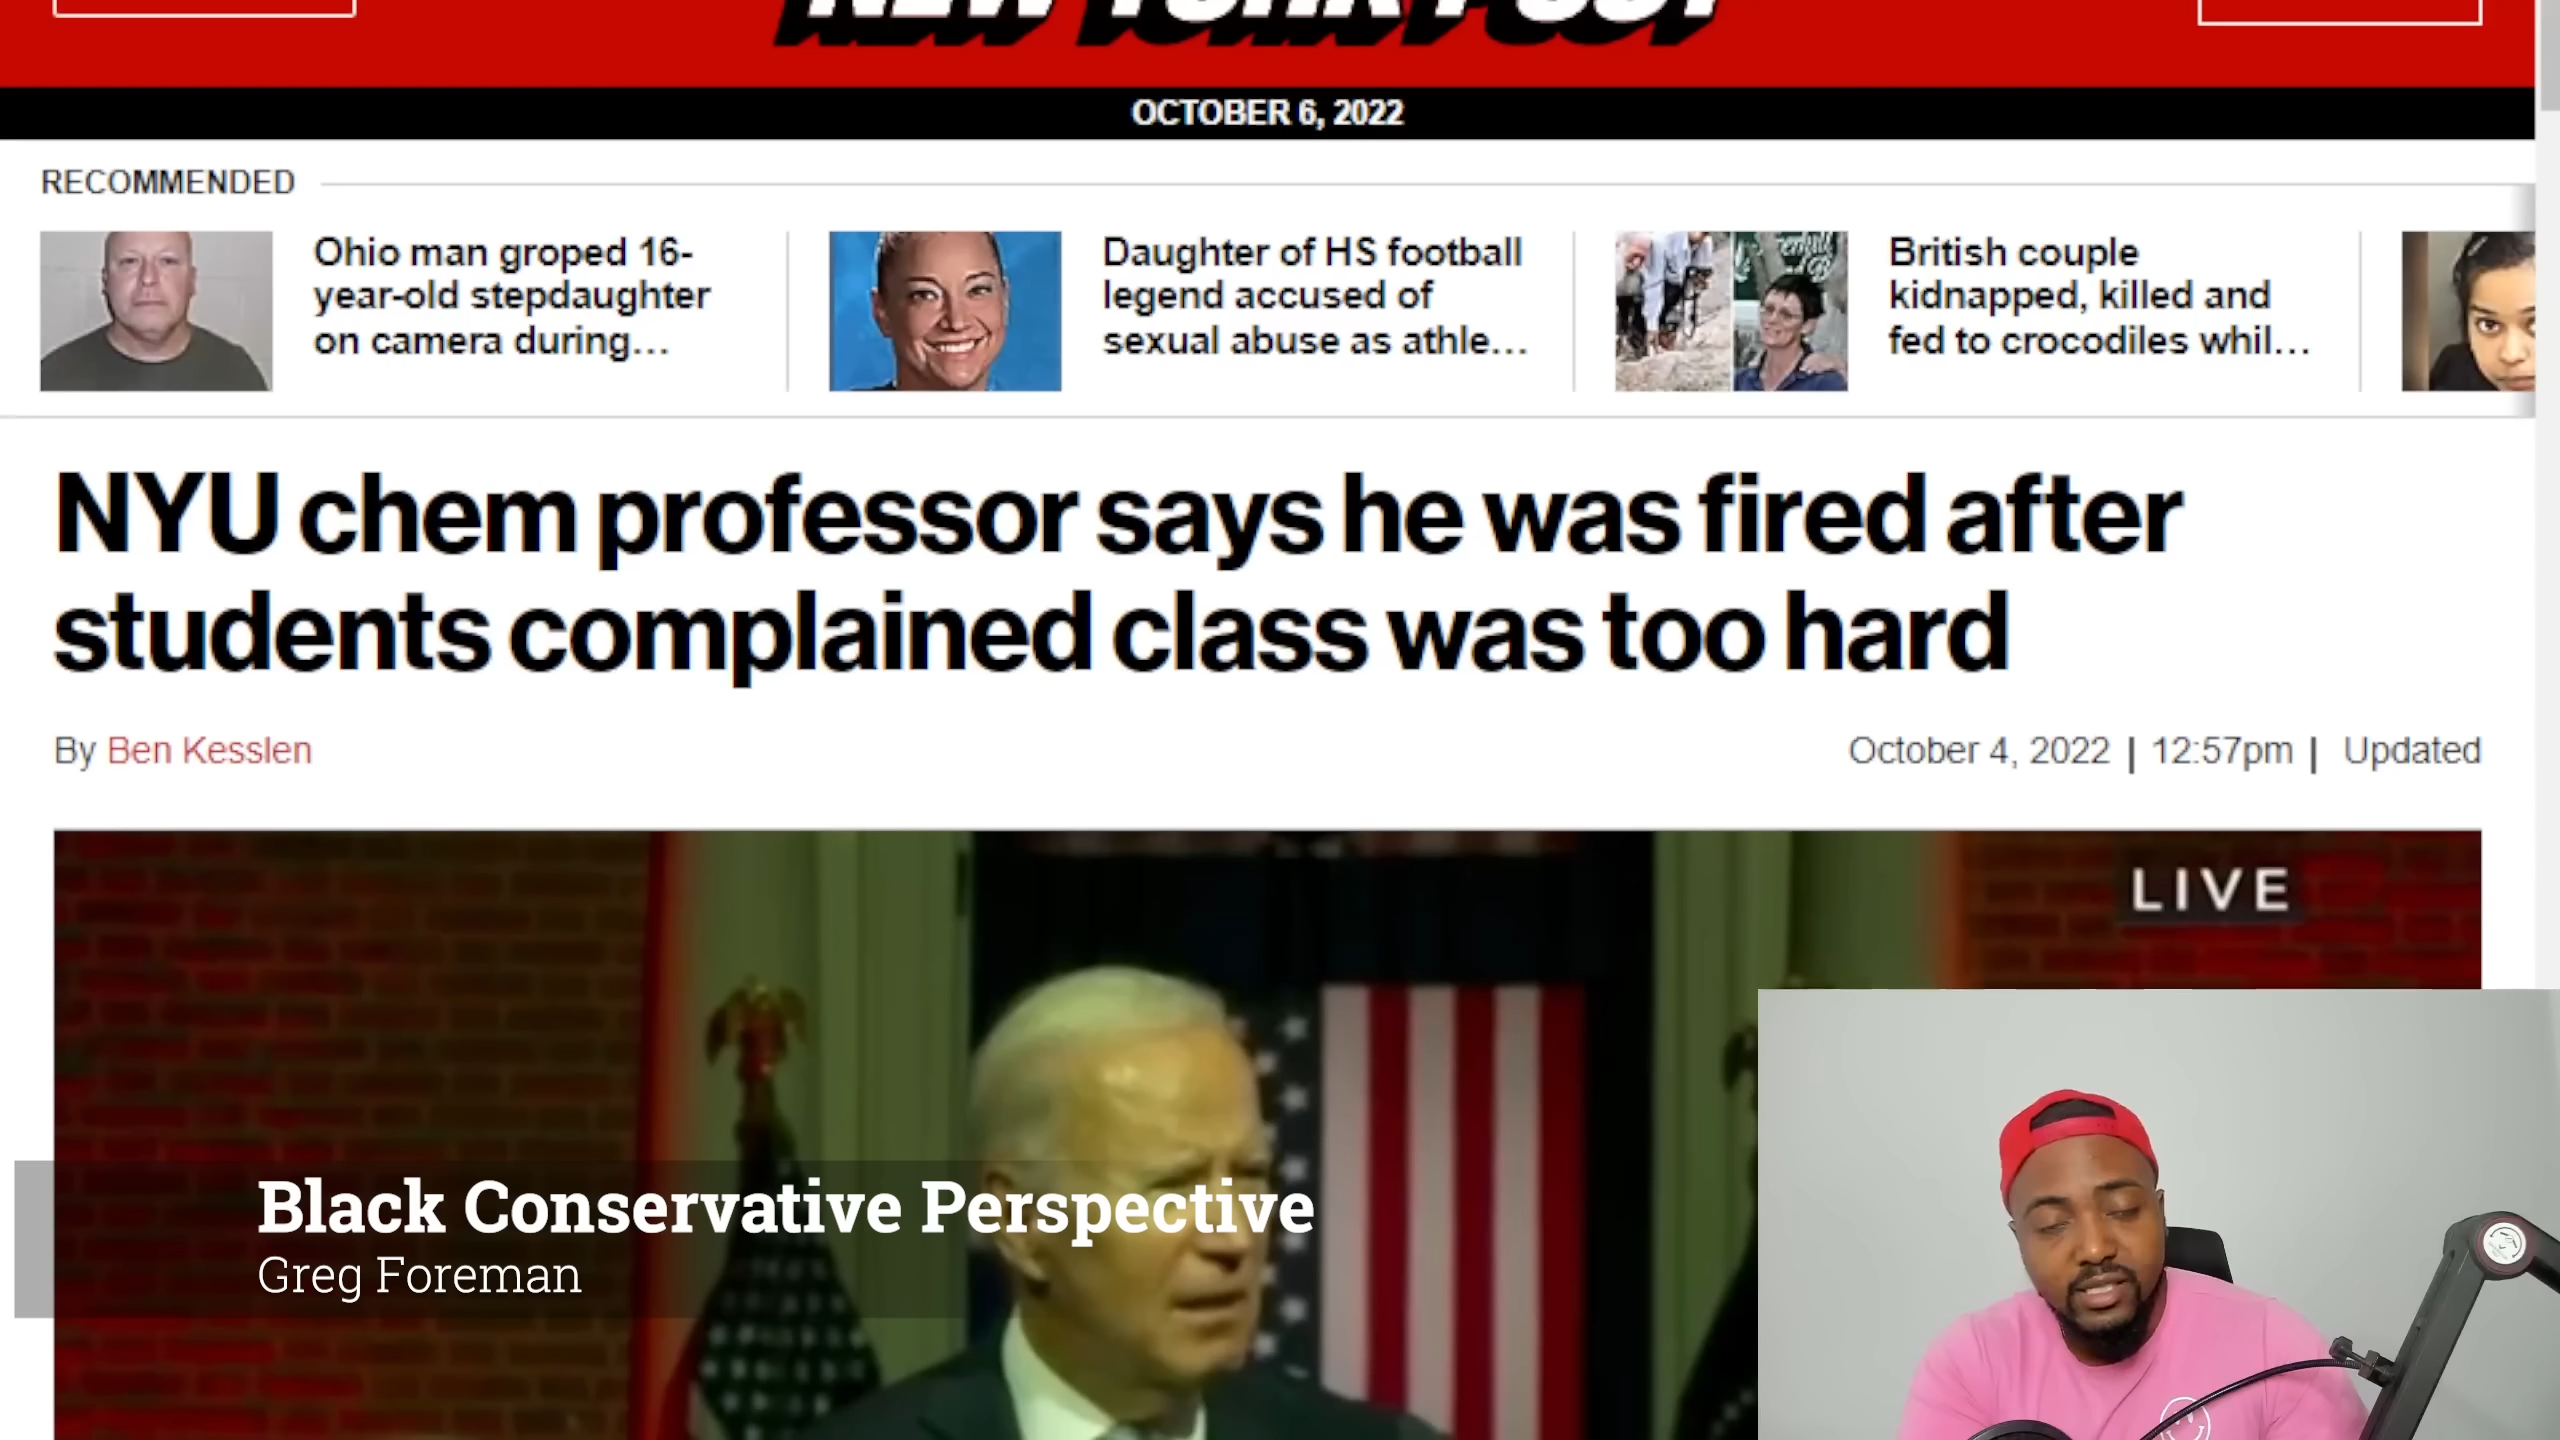 NEW YORK POST
OCTOBER 6, 2022
RECOMMENDED
Ohio man groped 16-
year-old stepdaughter
on camera during...
Daughter of HS football
legend accused of
sexual abuse as athle...
British couple
kidnapped, killed and
fed to crocodiles whil...
NYU chem professor says he was fired after
students complained class was too hard
By Ben Kesslen
October 4, 2022 | 12:57pm | Updated
LIVE
Black Conservative Perspective
Greg Foreman